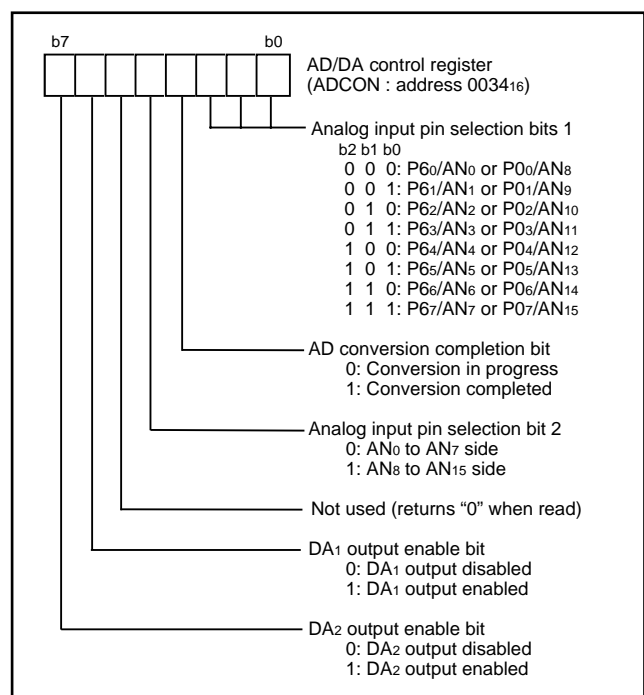 b7 b0
AD/DA control register
(ADCON : address 0034₁₆)
Analog input pin selection bits 1
b2 b1 b0
0 0 0: P6₀/AN₀ or P0₀/AN₈
0 0 1: P6₁/AN₁ or P0₁/AN₉
0 1 0: P6₂/AN₂ or P0₂/AN₁₀
0 1 1: P6₃/AN₃ or P0₃/AN₁₁
1 0 0: P6₄/AN₄ or P0₄/AN₁₂
1 0 1: P6₅/AN₅ or P0₅/AN₁₃
1 1 0: P6₆/AN₆ or P0₆/AN₁₄
1 1 1: P6₇/AN₇ or P0₇/AN₁₅
AD conversion completion bit
0: Conversion in progress
1: Conversion completed
Analog input pin selection bit 2
0: AN₀ to AN₇ side
1: AN₈ to AN₁₅ side
Not used (returns “0” when read)
DA₁ output enable bit
0: DA₁ output disabled
1: DA₁ output enabled
DA₂ output enable bit
0: DA₂ output disabled
1: DA₂ output enabled